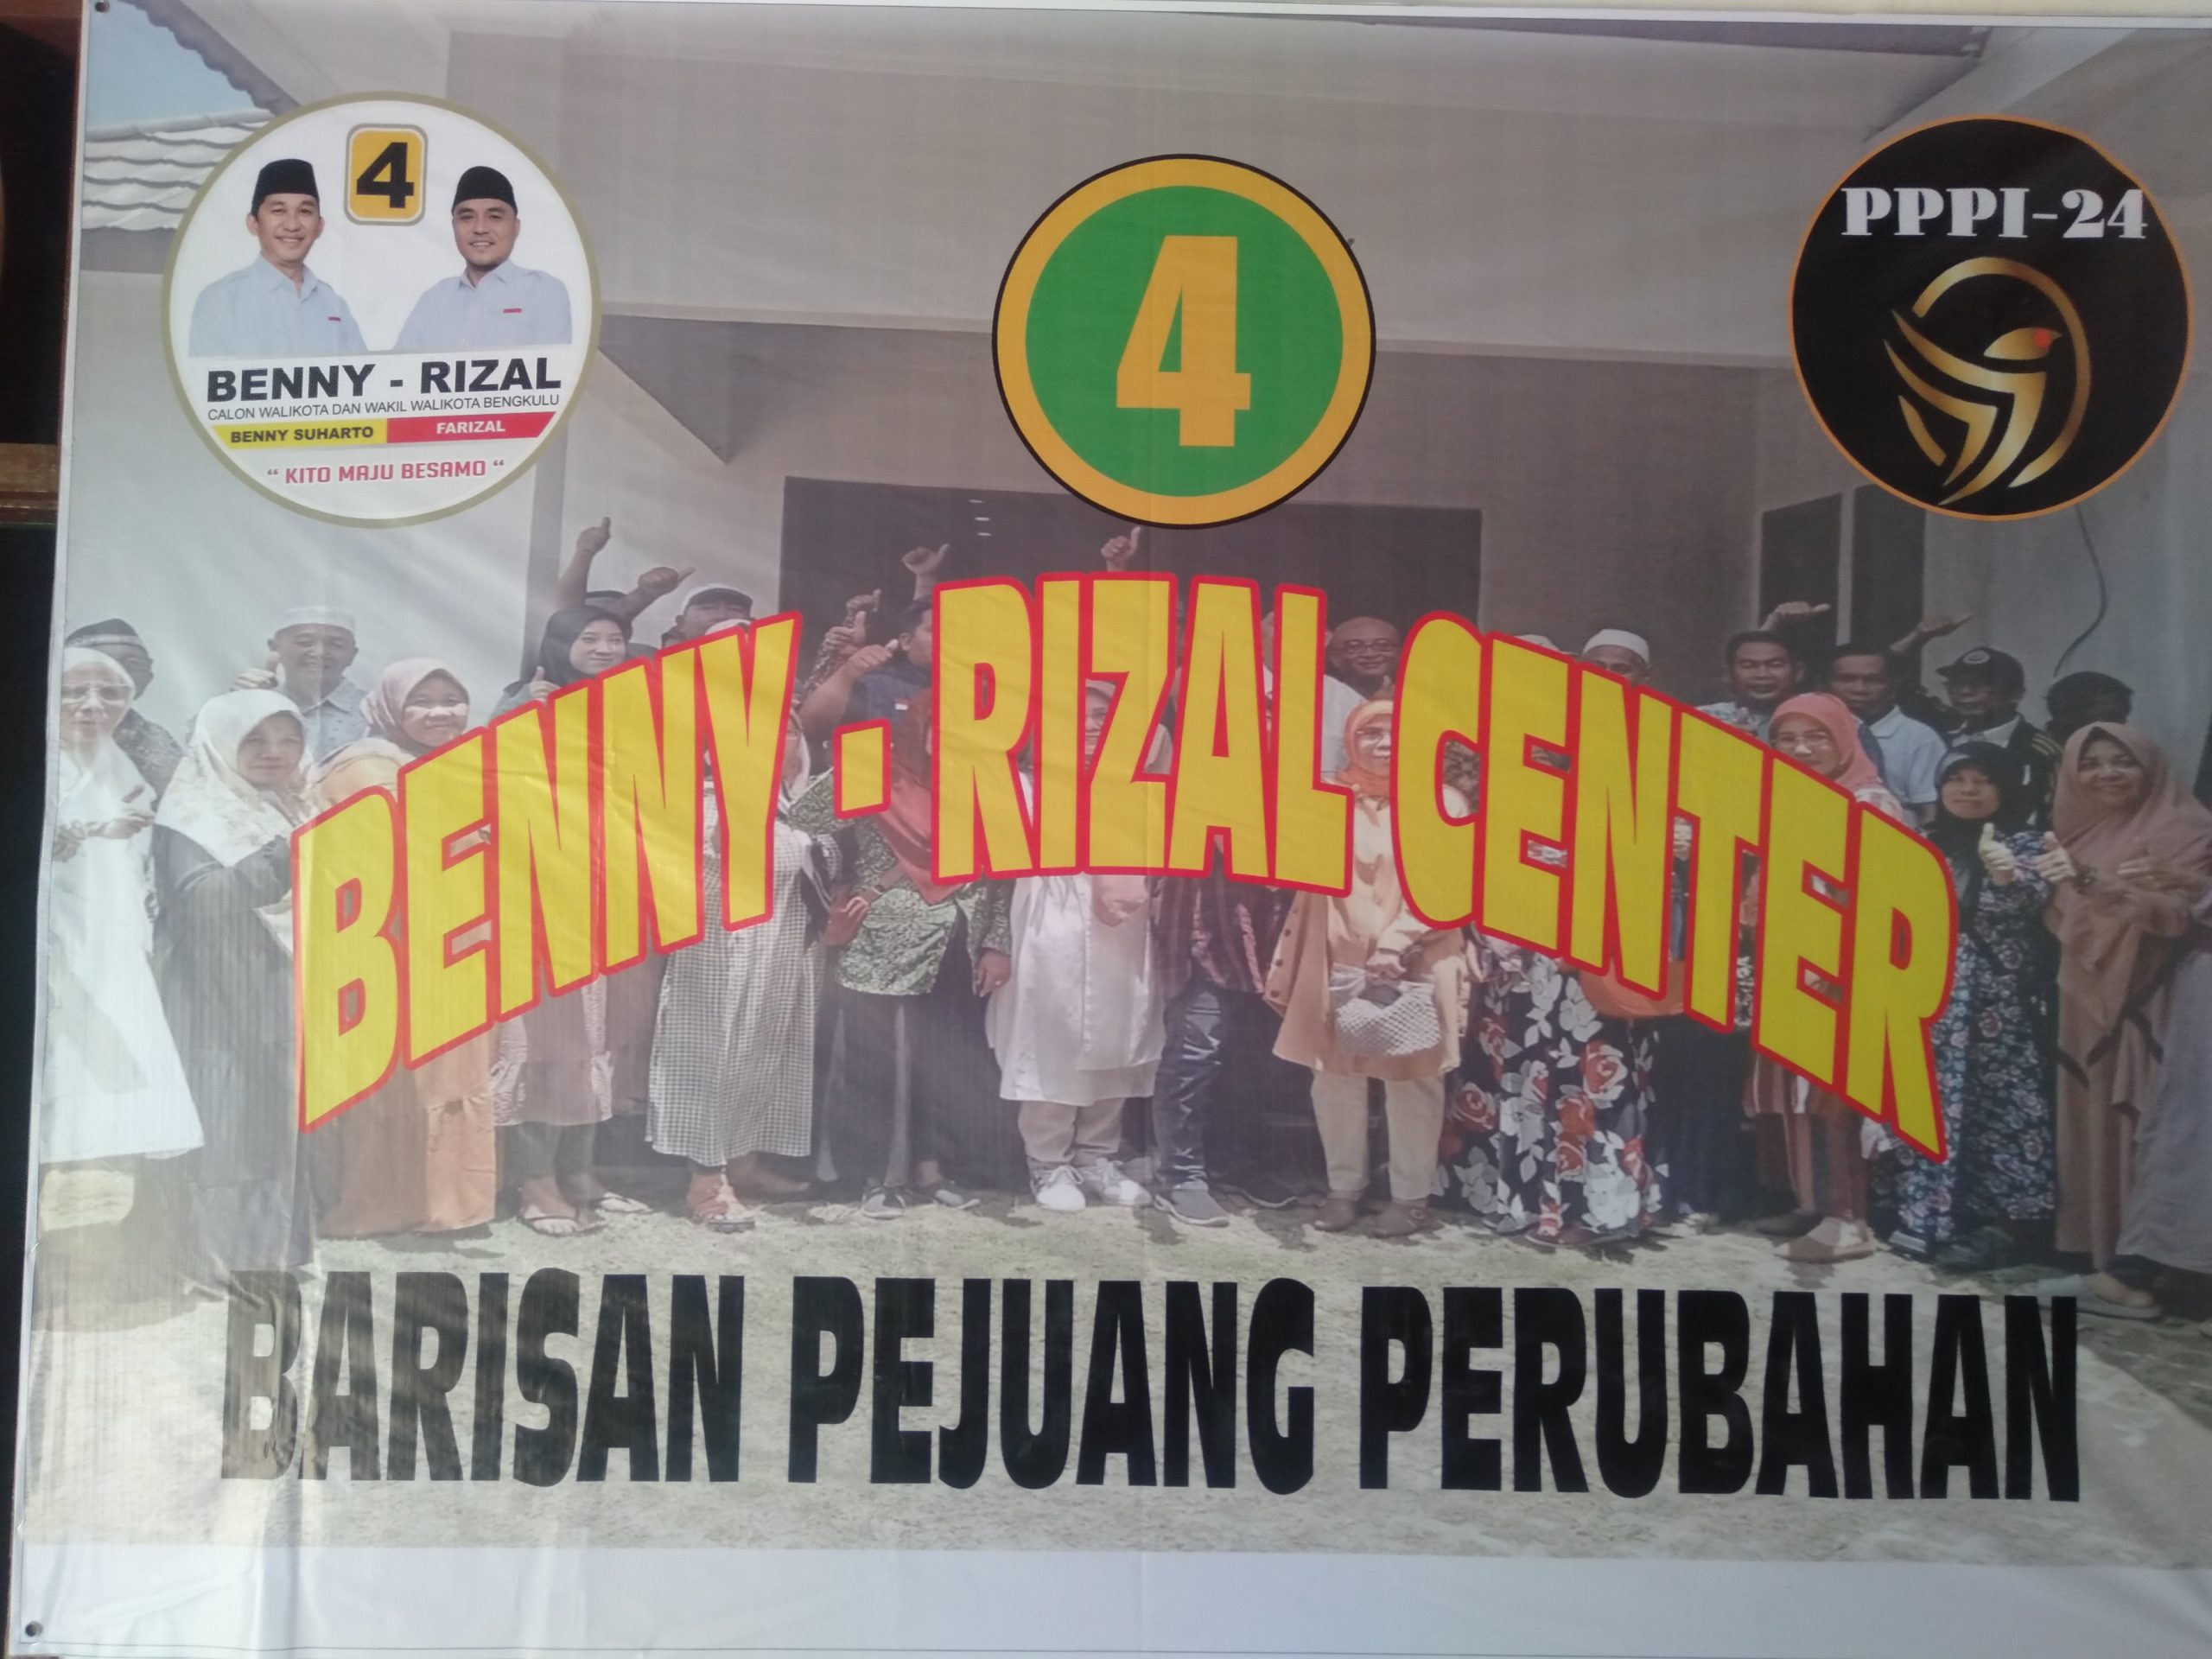 4
BENNY - RIZAL
CALON WALIKOTA DAN WAKIL WALIKOTA BENGKULU
BENNY SUHARTO FARIZAL
“ KITO MAJU BESAMO “
4
PPPI-24
BENNY - RIZAL CENTER
BARISAN PEJUANG PERUBAHAN